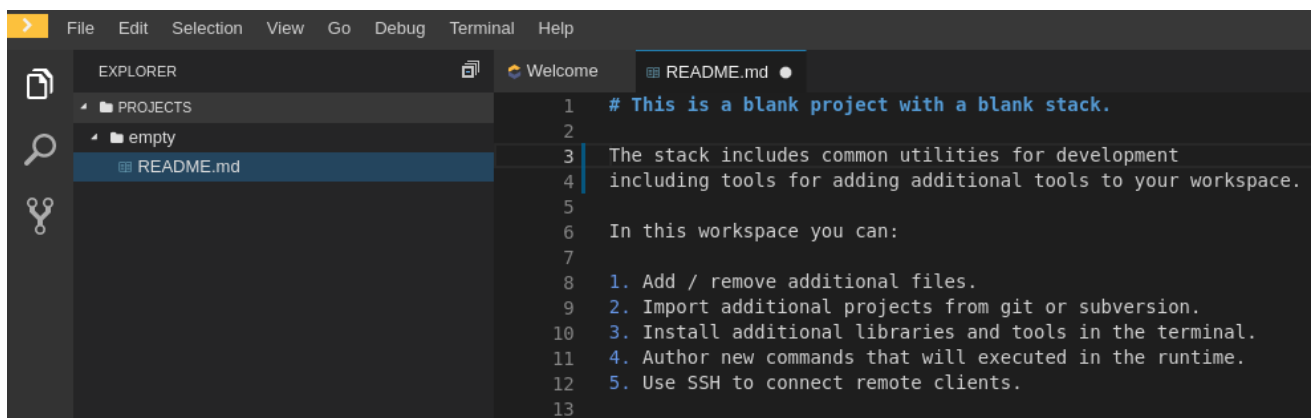 File Edit Selection View Go Debug Terminal Help
EXPLORER
PROJECTS
empty
README.md
Welcome README.md
1 # This is a blank project with a blank stack.
2
3 The stack includes common utilities for development
4 including tools for adding additional tools to your workspace.
5
6 In this workspace you can:
7
8 1. Add / remove additional files.
9 2. Import additional projects from git or subversion.
10 3. Install additional libraries and tools in the terminal.
11 4. Author new commands that will executed in the runtime.
12 5. Use SSH to connect remote clients.
13